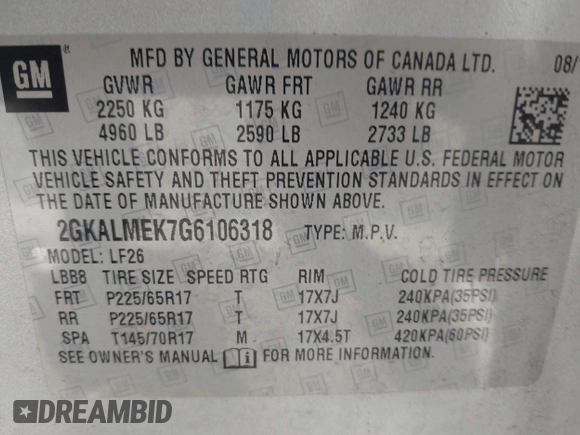 GM
MFD BY GENERAL MOTORS OF CANADA LTD. 08/
GVWR GAWR FRT GAWR RR
2250 KG 1175 KG 1240 KG
4960 LB 2590 LB 2733 LB
THIS VEHICLE CONFORMS TO ALL APPLICABLE U.S. FEDERAL MOTOR
VEHICLE SAFETY AND THEFT PREVENTION STANDARDS IN EFFECT ON
THE DATE OF MANUFACTURE SHOWN ABOVE.
2GKALMEK7G6106318 TYPE: M.P.V.
MODEL: LF26
LBB8 TIRE SIZE SPEED RTG RIM COLD TIRE PRESSURE
FRT P225/65R17 T 17X7J 240KPA(35PSI)
RR P225/65R17 T 17X7J 240KPA(35PSI)
SPA T145/70R17 M 17X4.5T 420KPA(60PSI)
SEE OWNER'S MANUAL FOR MORE INFORMATION.
DREAMBID